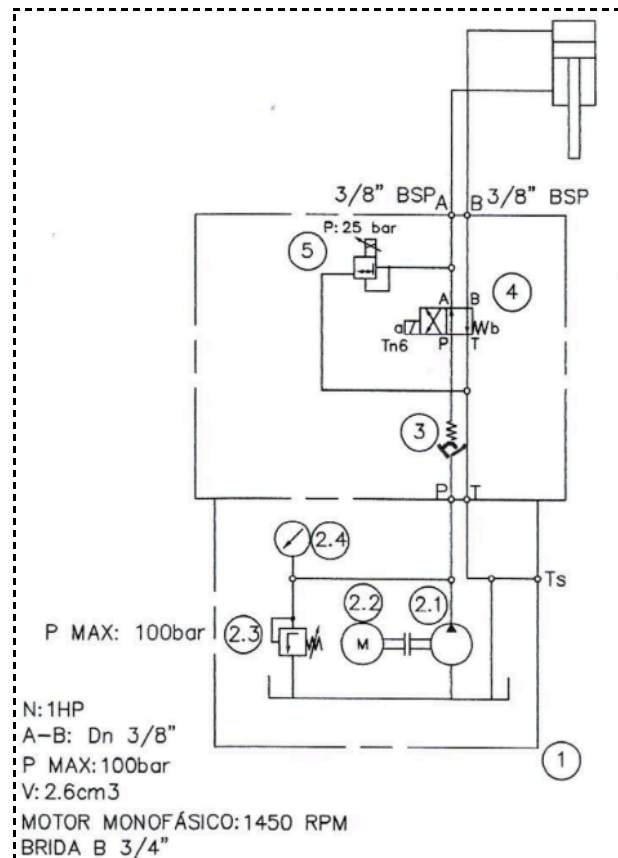 3/8" BSP A B 3/8" BSP
P: 25 bar
5
A B
4
a b
Tn6 P T
3
P T
2.4
Ts
2.2 2.1
P MAX: 100bar 2.3 M
N: 1HP
A-B: Dn 3/8"
1
P MAX: 100bar
V: 2.6cm3
MOTOR MONOFÁSICO: 1450 RPM
BRIDA B 3/4"